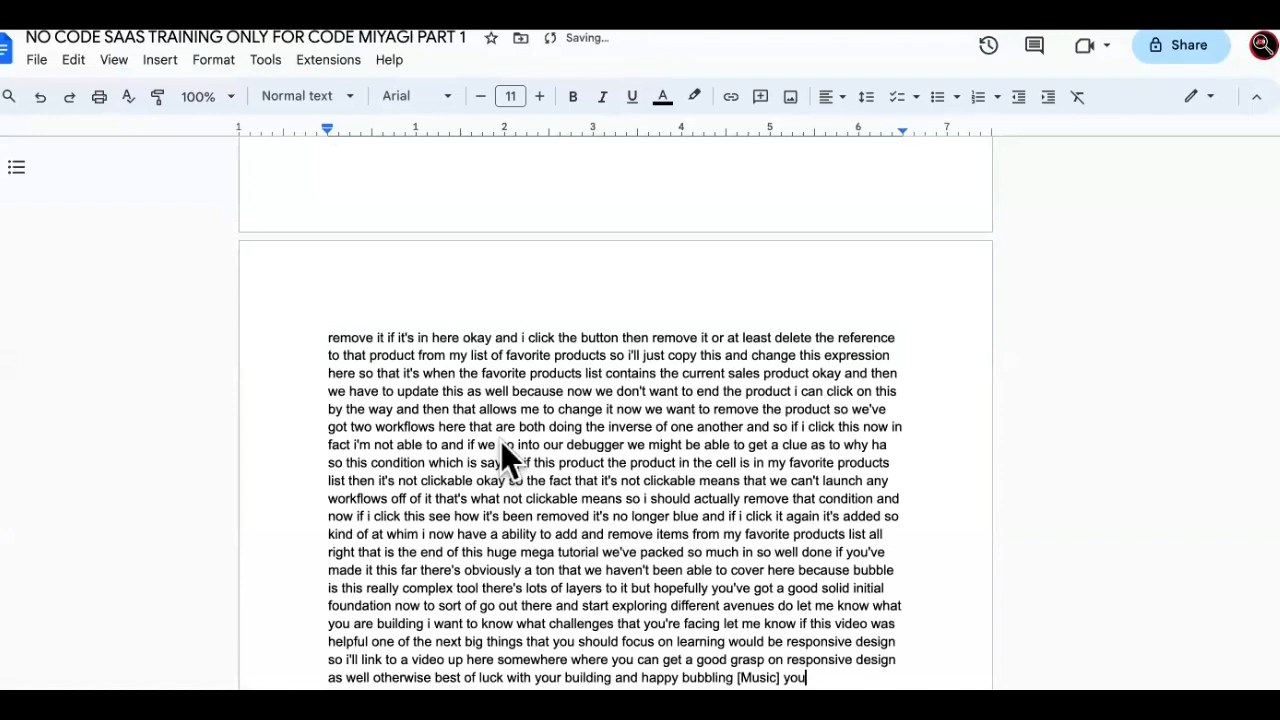 NO CODE SAAS TRAINING ONLY FOR CODE MIYAGI PART 1 Saving...
Share
File Edit View Insert Format Tools Extensions Help
100% Normal text Arial 11 B I U A
1 1 2 3 4 5 6 7
remove it if it's in here okay and i click the button then remove it or at least delete the reference
to that product from my list of favorite products so i'll just copy this and change this expression
here so that it's when the favorite products list contains the current sales product okay and then
we have to update this as well because now we don't want to end the product i can click on this
by the way and then that allows me to change it now we want to remove the product so we've
got two workflows here that are both doing the inverse of one another and so if i click this now in
fact i'm not able to and if we into our debugger we might be able to get a clue as to why ha
so this condition which is if this product the product in the cell is in my favorite products
list then it's not clickable okay the fact that it's not clickable means that we can't launch any
workflows off of it that's what not clickable means so i should actually remove that condition and
now if i click this see how it's been removed it's no longer blue and if i click it again it's added so
kind of at whim i now have a ability to add and remove items from my favorite products list all
right that is the end of this huge mega tutorial we've packed so much in so well done if you've
made it this far there's obviously a ton that we haven't been able to cover here because bubble
is this really complex tool there's lots of layers to it but hopefully you've got a good solid initial
foundation now to sort of go out there and start exploring different avenues do let me know what
you are building i want to know what challenges that you're facing let me know if this video was
helpful one of the next big things that you should focus on learning would be responsive design
so i'll link to a video up here somewhere where you can get a good grasp on responsive design
as well otherwise best of luck with your building and happy bubbling [Music] you